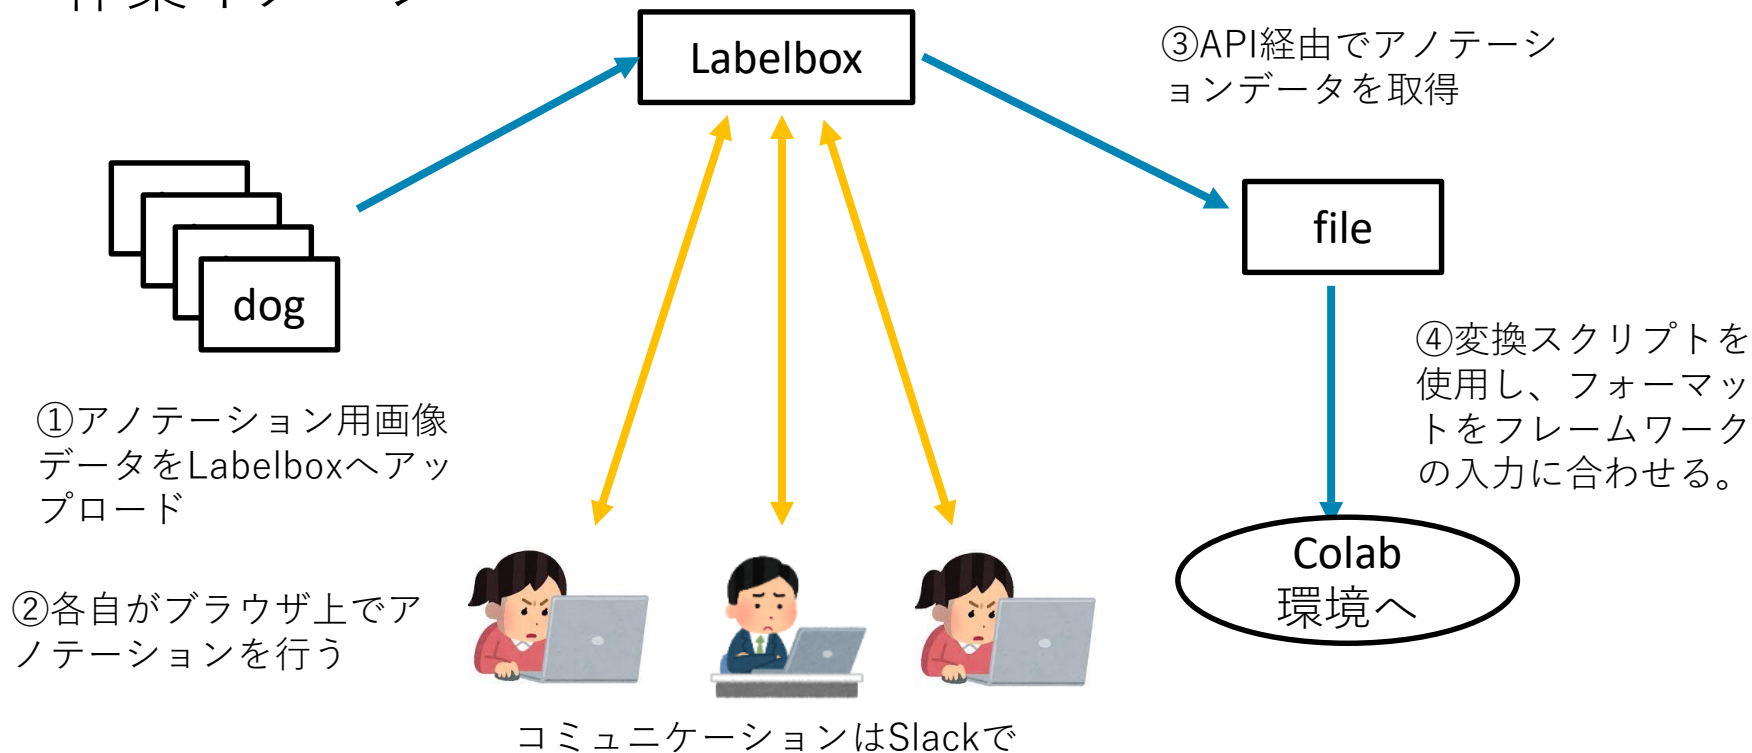 作業イメージ
Labelbox
③API経由でアノテーシ
ョンデータを取得
file
dog
①アノテーション用画像
データをLabelboxへアッ
プロード
④変換スクリプトを
使用し、フォーマッ
トをフレームワーク
の入力に合わせる。
②各自がブラウザ上でア
ノテーションを行う
Colab
環境へ
コミュニケーションはSlackで